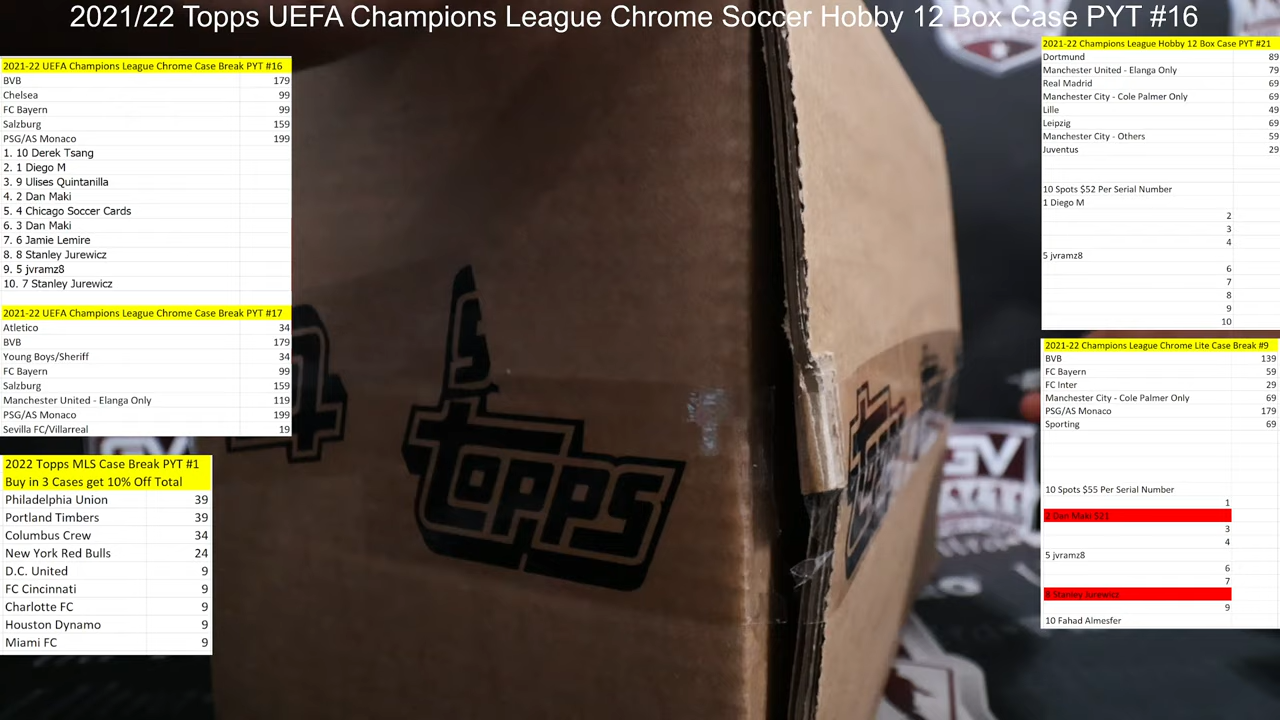 2021/22 Topps UEFA Champions League Chrome Soccer Hobby 12 Box Case PYT #16
2021-22 UEFA Champions League Chrome Case Break PYT #16
BVB 179
Chelsea 99
FC Bayern 99
Salzburg 159
PSG/AS Monaco 199
1. 10 Derek Tsang
2. 1 Diego M
3. 9 Ulises Quintanilla
4. 2 Dan Maki
5. 4 Chicago Soccer Cards
6. 3 Dan Maki
7. 6 Jamie Lemire
8. 8 Stanley Jurewicz
9. 5 jvramz8
10. 7 Stanley Jurewicz
2021-22 UEFA Champions League Chrome Case Break PYT #17
Atletico 34
BVB 179
Young Boys/Sheriff 34
FC Bayern 99
Salzburg 159
Manchester United - Elanga Only 119
PSG/AS Monaco 199
Sevilla FC/Villarreal 19
2022 Topps MLS Case Break PYT #1
Buy in 3 Cases get 10% Off Total
Philadelphia Union 39
Portland Timbers 39
Columbus Crew 34
New York Red Bulls 24
D.C. United 9
FC Cincinnati 9
Charlotte FC 9
Houston Dynamo 9
Miami FC 9
topps
2021-22 Champions League Hobby 12 Box Case PYT #21
Dortmund 89
Manchester United - Elanga Only 79
Real Madrid 69
Manchester City - Cole Palmer Only 69
Lille 49
Leipzig 69
Manchester City - Others 59
Juventus 29
10 Spots $52 Per Serial Number
1 Diego M
2
3
4
5 jvramz8
6
7
8
9
10
2021-22 Champions League Chrome Lite Case Break #9
BVB 139
FC Bayern 59
FC Inter 29
Manchester City - Cole Palmer Only 69
PSG/AS Monaco 179
Sporting 69
10 Spots $55 Per Serial Number
1
2 Dan Maki 521
3
4
5 jvramz8
6
7
8 Stanley Jurewicz
9
10 Fahad Almesfer